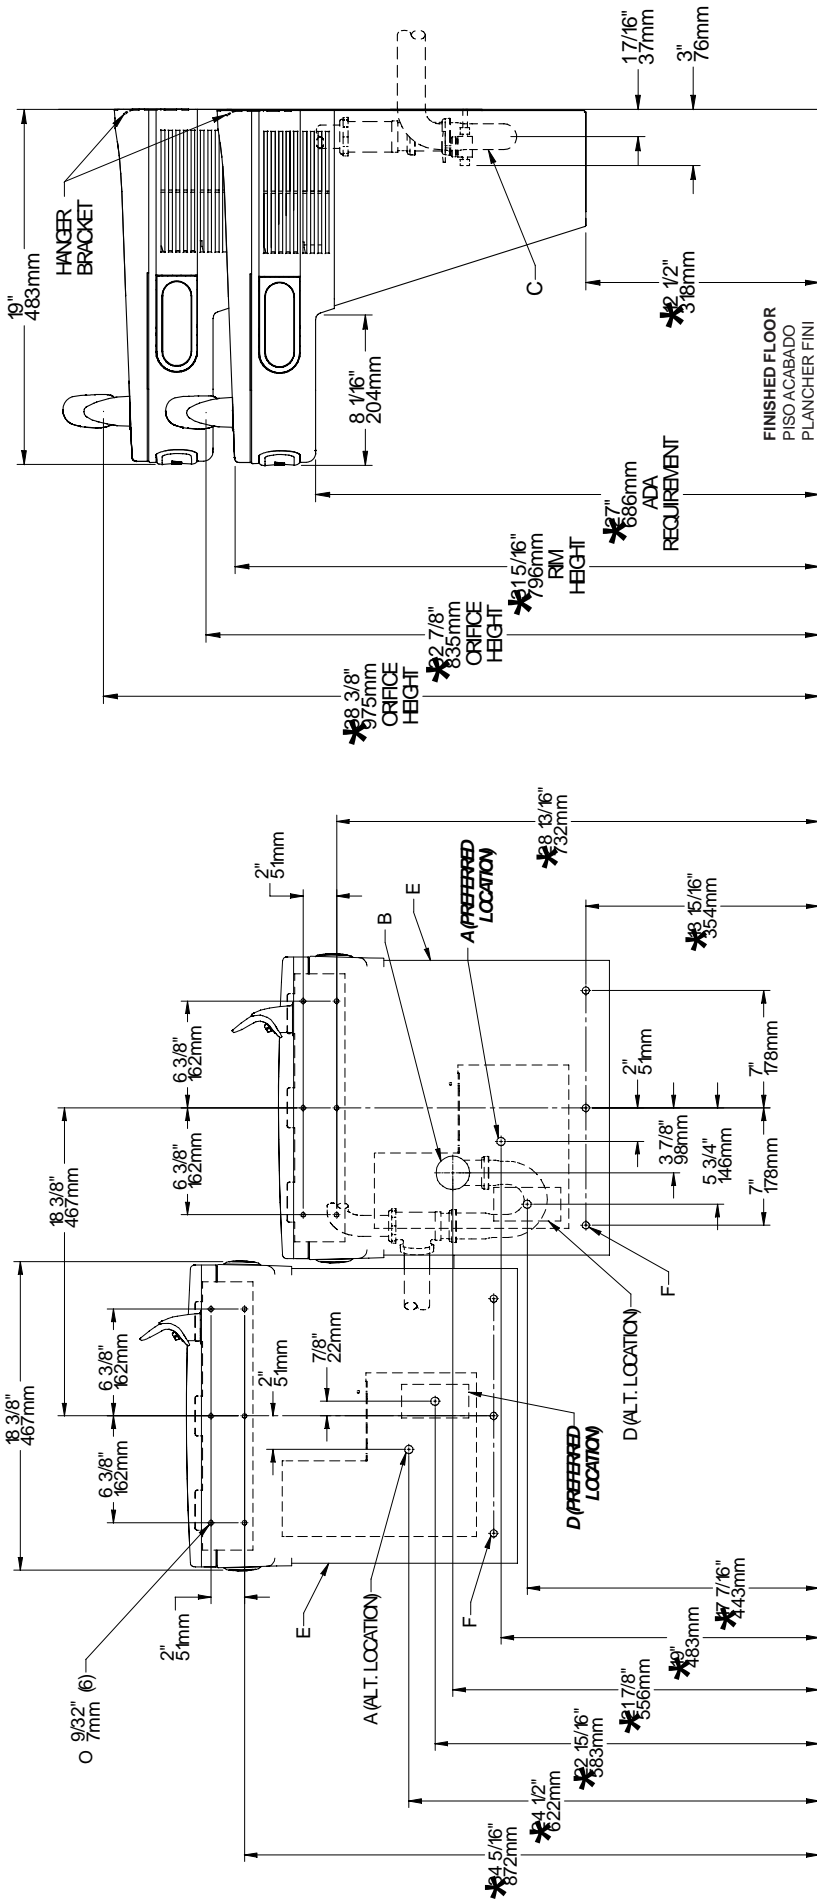 18 3/8"
467mm
18 3/8"
467mm
O 9/32" (6)
7mm
6 3/8"
162mm
6 3/8"
162mm
6 3/8"
162mm
6 3/8"
162mm
2"
51mm
2"
51mm
7/8"
22mm
2"
51mm
E
A (ALT. LOCATION)
F
D (PREFERRED
LOCATION)
D (ALT. LOCATION)
F
B
E
A (PREFERRED
LOCATION)
*34 5/16"
872mm
*24 1/2"
622mm
*22 15/16"
583mm
*21 7/8"
556mm
*19"
483mm
*17 7/16"
443mm
7"
178mm
7"
178mm
5 3/4"
146mm
3 7/8"
98mm
2"
51mm
*28 13/16"
732mm
*13 15/16"
354mm
19"
483mm
HANGER
BRACKET
8 1/16"
204mm
C
1 7/16"
37mm
3"
76mm
*38 3/8"
975mm
ORIFICE
HEIGHT
*32 7/8"
835mm
ORIFICE
HEIGHT
*31 5/16"
796mm
RIM
HEIGHT
*27"
686mm
ADA
REQUIREMENT
*12 1/2"
318mm
FINISHED FLOOR
PISO ACABADO
PLANCHER FINI